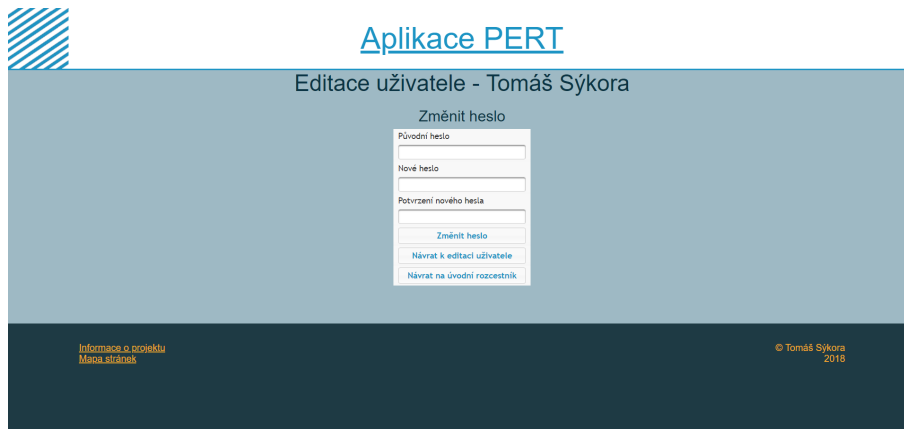 Aplikace PERT
Editace uživatele - Tomáš Sýkora
Změnit heslo
Původní heslo
Nové heslo
Potvrzení nového hesla
Změnit heslo
Návrat k editaci uživatele
Návrat na úvodní rozcestník
Informace o projektu
Mapa stránek
© Tomáš Sýkora
2018